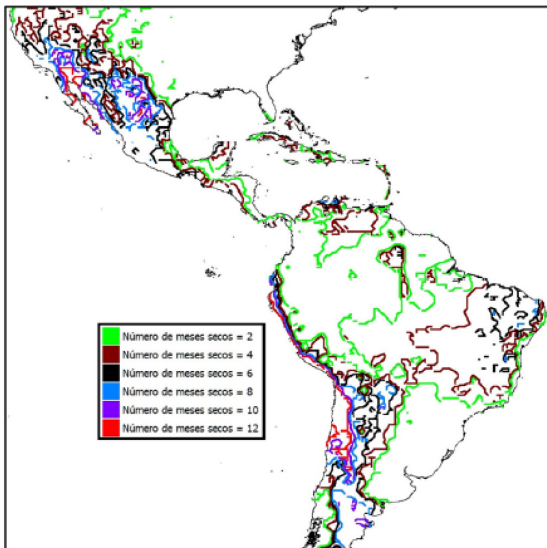 Número de meses secos = 2
Número de meses secos = 4
Número de meses secos = 6
Número de meses secos = 8
Número de meses secos = 10
Número de meses secos = 12